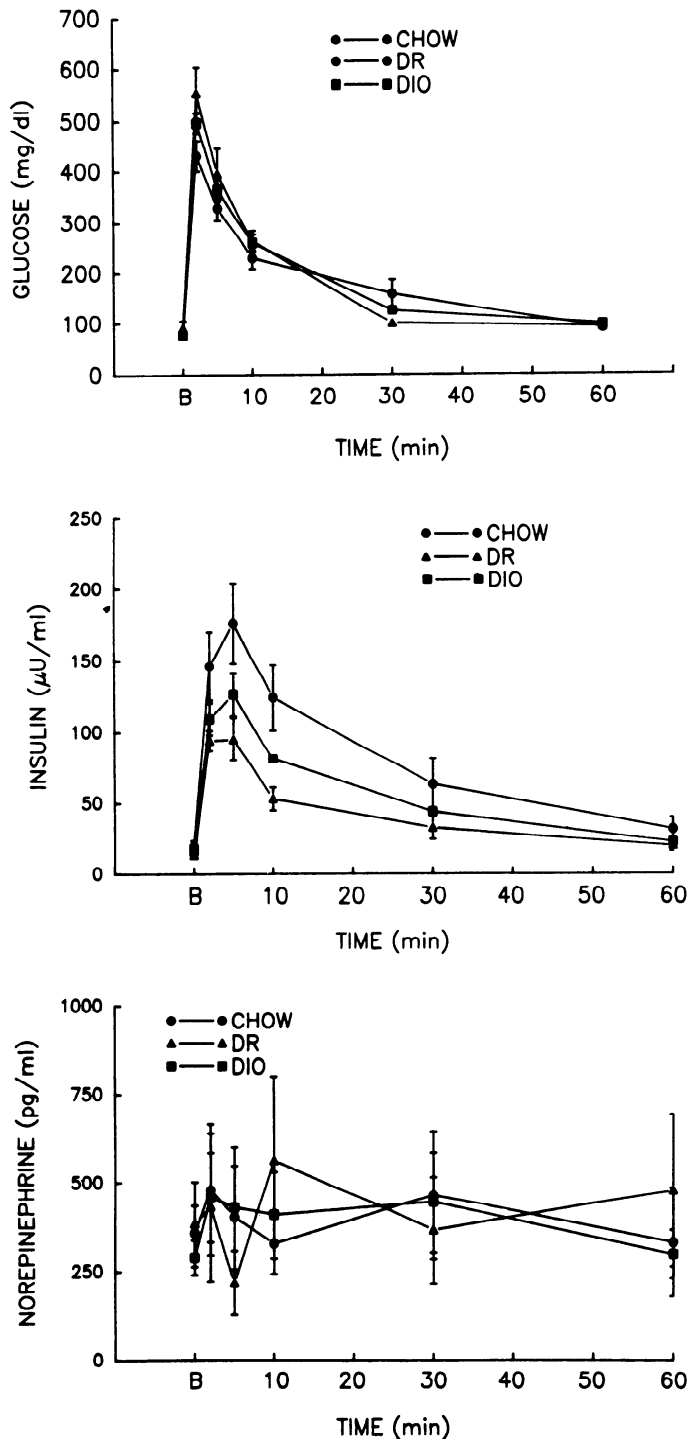 700
600
500
400
300
200
100
0
GLUCOSE (mg/dl)
CHOW
DR
DIO
B 10 20 30 40 50 60
TIME (min)
250
200
150
100
50
0
INSULIN (μU/ml)
CHOW
DR
DIO
B 10 20 30 40 50 60
TIME (min)
1000
750
500
250
0
NOREPINEPHRINE (pg/ml)
CHOW
DR
DIO
B 10 20 30 40 50 60
TIME (min)